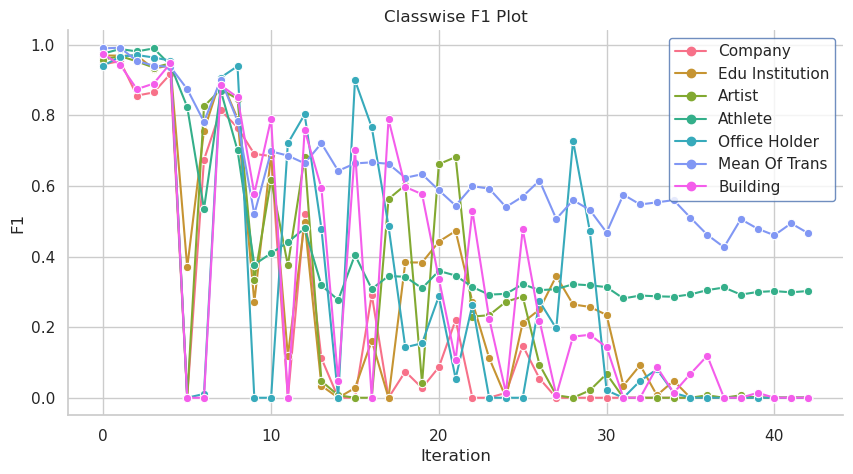 Classwise F1 Plot
1.0
0.8
0.6
0.4
0.2
0.0
F1
0
10
20
30
40
Iteration
Company
Edu Institution
Artist
Athlete
Office Holder
Mean Of Trans
Building